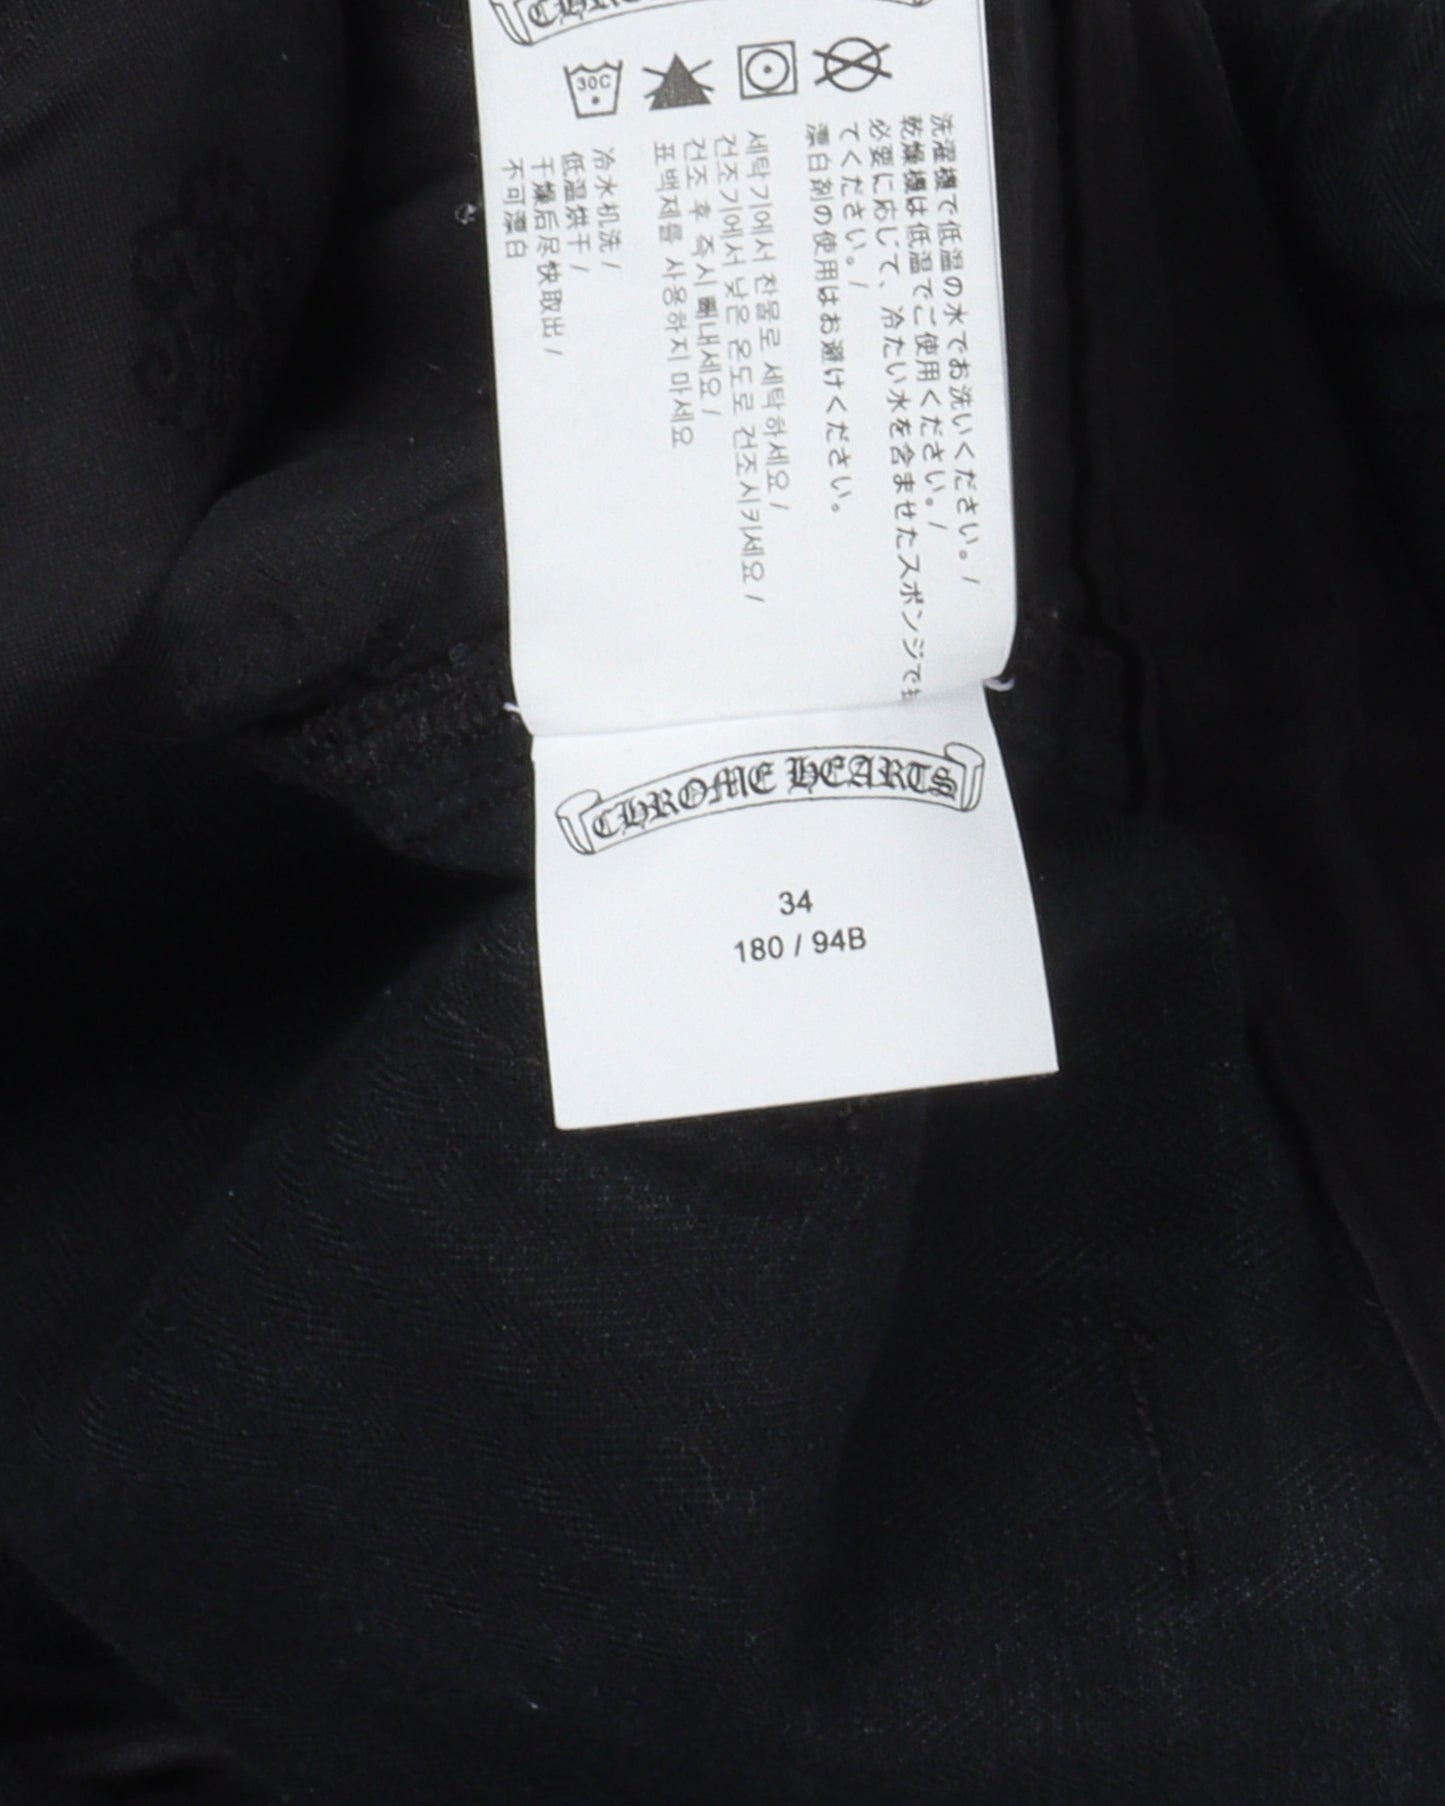 CHROME HEARTS
30C
洗濯機で低温の水でお洗いください。/
乾燥機は低温でご使用ください。/
必要に応じて、冷たい水を含ませたスポンジで
てください。/
漂白剤の使用はお避けください。
세탁기에서 찬물로 세탁하세요 /
건조기에서 낮은 온도로 건조시키세요 /
건조 후 즉시 빼내세요 /
표백제를 사용하지 마세요
冷水机洗 /
低温烘干 /
干燥后尽快取出 /
不可漂白
CHROME HEARTS
34
180 / 94B